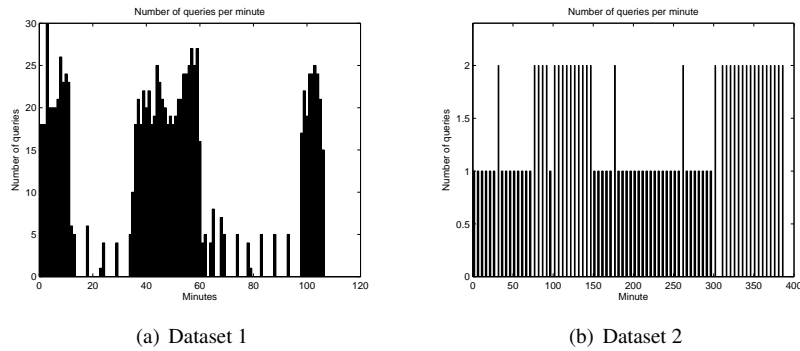 Number of queries per minute
30
25
20
15
10
5
0
Number of queries
0 20 40 60 80 100 120
Minutes
(a) Dataset 1
Number of queries per minute
2
1.5
1
0.5
0
Number of queries
0 50 100 150 200 250 300 350 400
Minute
(b) Dataset 2